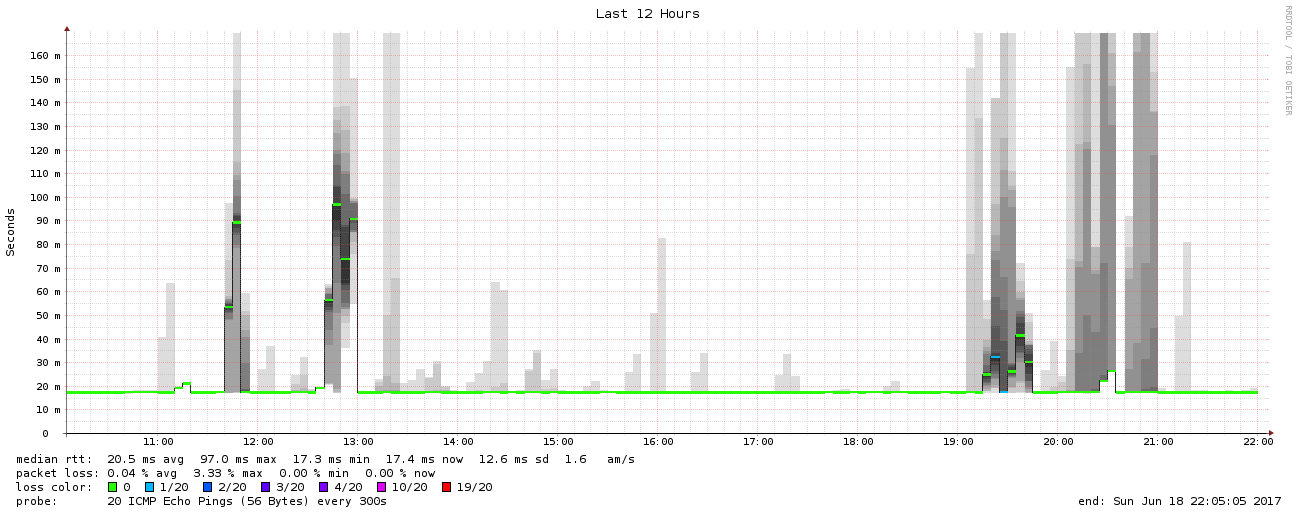 Last 12 Hours
RRDTOOL / TOBI OETIKER
Seconds
160 m
150 m
140 m
130 m
120 m
110 m
100 m
90 m
80 m
70 m
60 m
50 m
40 m
30 m
20 m
10 m
0
11:00 12:00 13:00 14:00 15:00 16:00 17:00 18:00 19:00 20:00 21:00 22:00
median rtt: 20.5 ms avg 97.0 ms max 17.3 ms min 17.4 ms now 12.6 ms sd 1.6 am/s
packet loss: 0.04 % avg 3.33 % max 0.00 % min 0.00 % now
loss color: 0 1/20 2/20 3/20 4/20 10/20 19/20
probe: 20 ICMP Echo Pings (56 Bytes) every 300s end: Sun Jun 18 22:05:05 2017